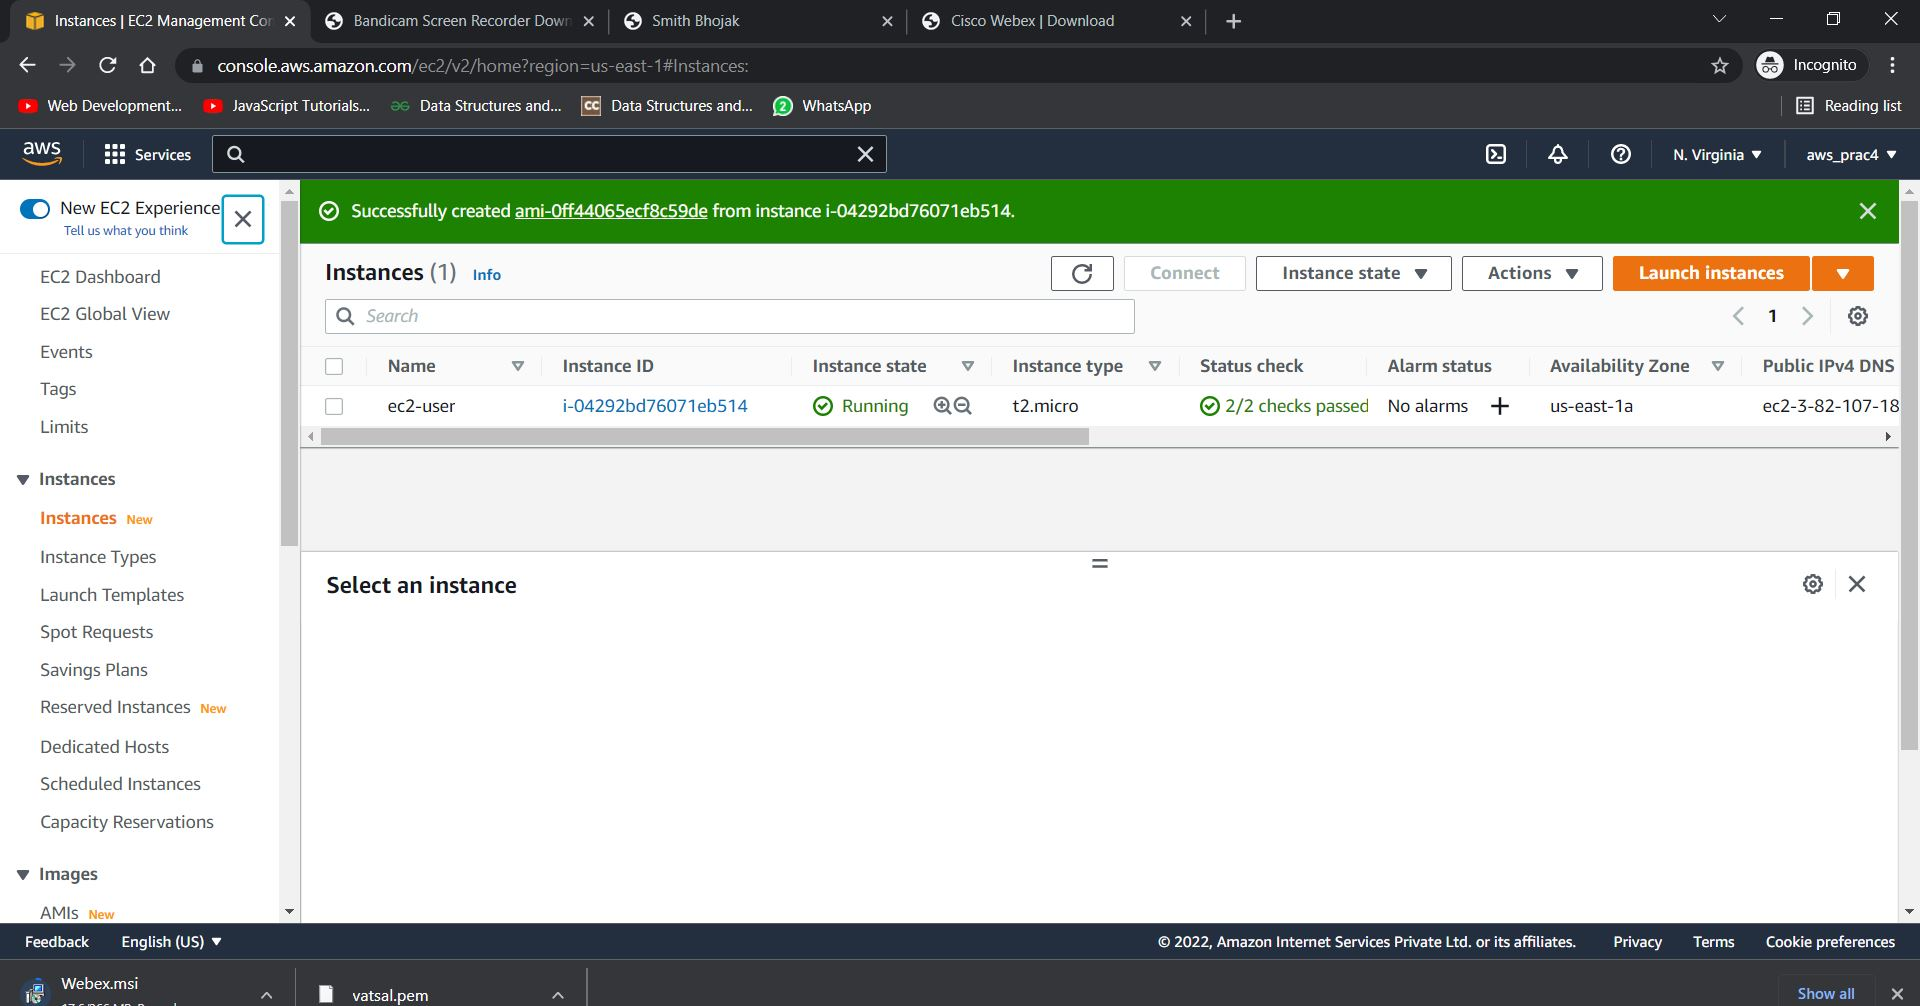 Instances | EC2 Management Con
Bandicam Screen Recorder Down
Smith Bhojak
Cisco Webex | Download
console.aws.amazon.com/ec2/v2/home?region=us-east-1#Instances:
Incognito
Web Development...
JavaScript Tutorials...
Data Structures and...
CC
Data Structures and...
2
WhatsApp
Reading list
aws
Services
N. Virginia
aws_prac4
New EC2 Experience
Tell us what you think
EC2 Dashboard
EC2 Global View
Events
Tags
Limits
Instances
Instances New
Instance Types
Launch Templates
Spot Requests
Savings Plans
Reserved Instances New
Dedicated Hosts
Scheduled Instances
Capacity Reservations
Images
AMIs New
Successfully created ami-0ff44065ecf8c59de from instance i-04292bd76071eb514.
Instances (1) Info
Connect
Instance state
Actions
Launch instances
Search
1
Name Instance ID Instance state Instance type Status check Alarm status Availability Zone Public IPv4 DNS
ec2-user i-04292bd76071eb514 Running t2.micro 2/2 checks passed No alarms us-east-1a ec2-3-82-107-18
Select an instance
Feedback English (US)
© 2022, Amazon Internet Services Private Ltd. or its affiliates. Privacy Terms Cookie preferences
Webex.msi
vatsal.pem
Show all